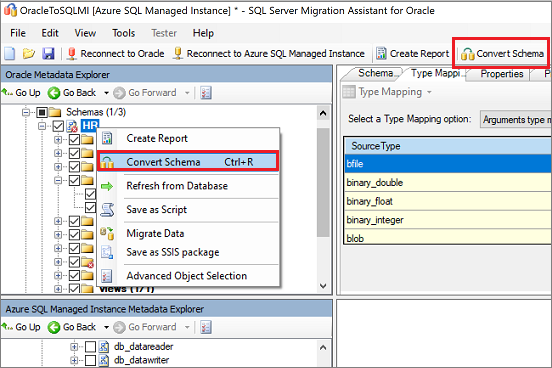 OracleToSQLMI [Azure SQL Managed Instance] * - SQL Server Migration Assistant for Oracle
File Edit View Tools Tester Help
Reconnect to Oracle Reconnect to Azure SQL Managed Instance Create Report Convert Schema
Oracle Metadata Explorer
Go Up Go Back Go Forward
Schemas (1/3)
HR
Create Report
Convert Schema Ctrl+R
Refresh from Database
Save as Script
Migrate Data
Save as SSIS package
Advanced Object Selection
Views (1/1)
Schema... Type Mappi... Properties
Type Mapping
Select a Type Mapping option: Arguments type m
SourceType
bfile
binary_double
binary_float
binary_integer
blob
Azure SQL Managed Instance Metadata Explorer
Go Up Go Back Go Forward
db_datareader
db_datawriter